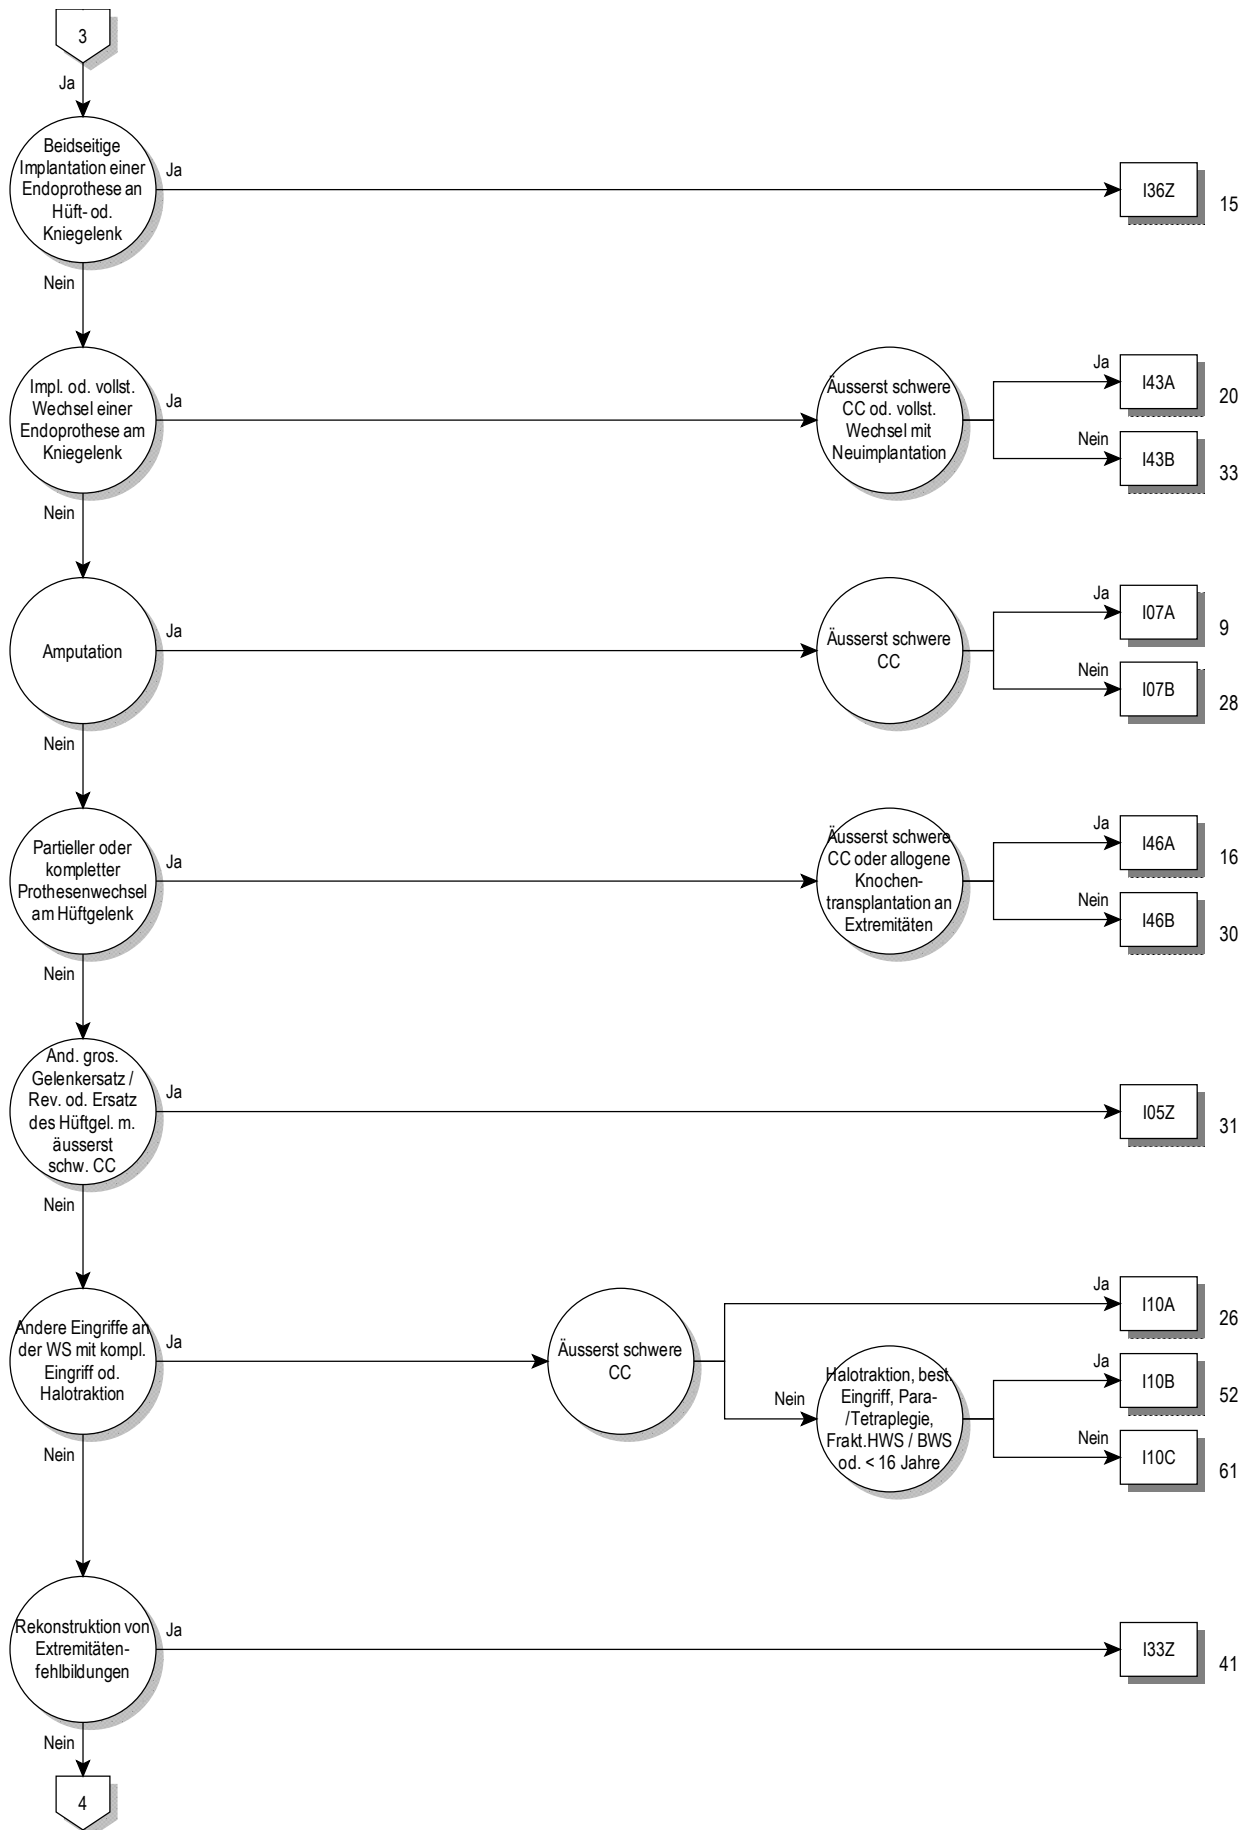 3
Ja
Beidseitige
Implantation einer
Endoprothese an
Hüft- od.
Kniegelenk
Ja
I36Z
15
Nein
Impl. od. vollst.
Wechsel einer
Endoprothese am
Kniegelenk
Ja
Äusserst schwere
CC od. vollst.
Wechsel mit
Neuimplantation
Ja
I43A
20
Nein
I43B
33
Nein
Amputation
Ja
Äusserst schwere
CC
Ja
I07A
9
Nein
I07B
28
Nein
Partieller oder
kompletter
Prothesenwechsel
am Hüftgelenk
Ja
Äusserst schwere
CC oder allogene
Knochen-
transplantation an
Extremitäten
Ja
I46A
16
Nein
I46B
30
Nein
And. gros.
Gelenkersatz /
Rev. od. Ersatz
des Hüftgel. m.
äusserst
schw. CC
Ja
I05Z
31
Nein
Andere Eingriffe an
der WS mit kompl.
Eingriff od.
Halotraktion
Ja
Äusserst schwere
CC
Ja
I10A
26
Nein
Halotraktion, best.
Eingriff, Para-
/Tetraplegie,
Frakt.HWS / BWS
od. < 16 Jahre
Ja
I10B
52
Nein
I10C
61
Nein
Rekonstruktion von
Extremitäten-
fehlbildungen
Ja
I33Z
41
Nein
4